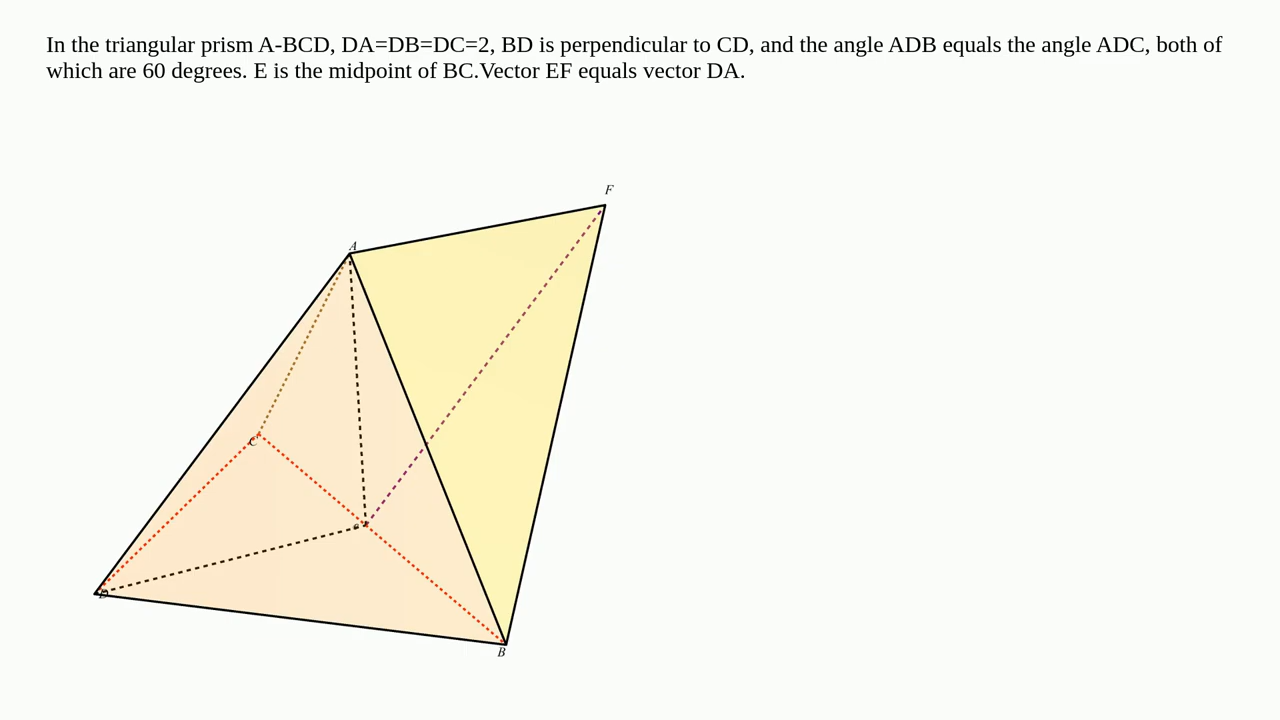 In the triangular prism A-BCD, DA=DB=DC=2, BD is perpendicular to CD, and the angle ADB equals the angle ADC, both of
which are 60 degrees. E is the midpoint of BC.Vector EF equals vector DA.
F
A
C
e
D
B